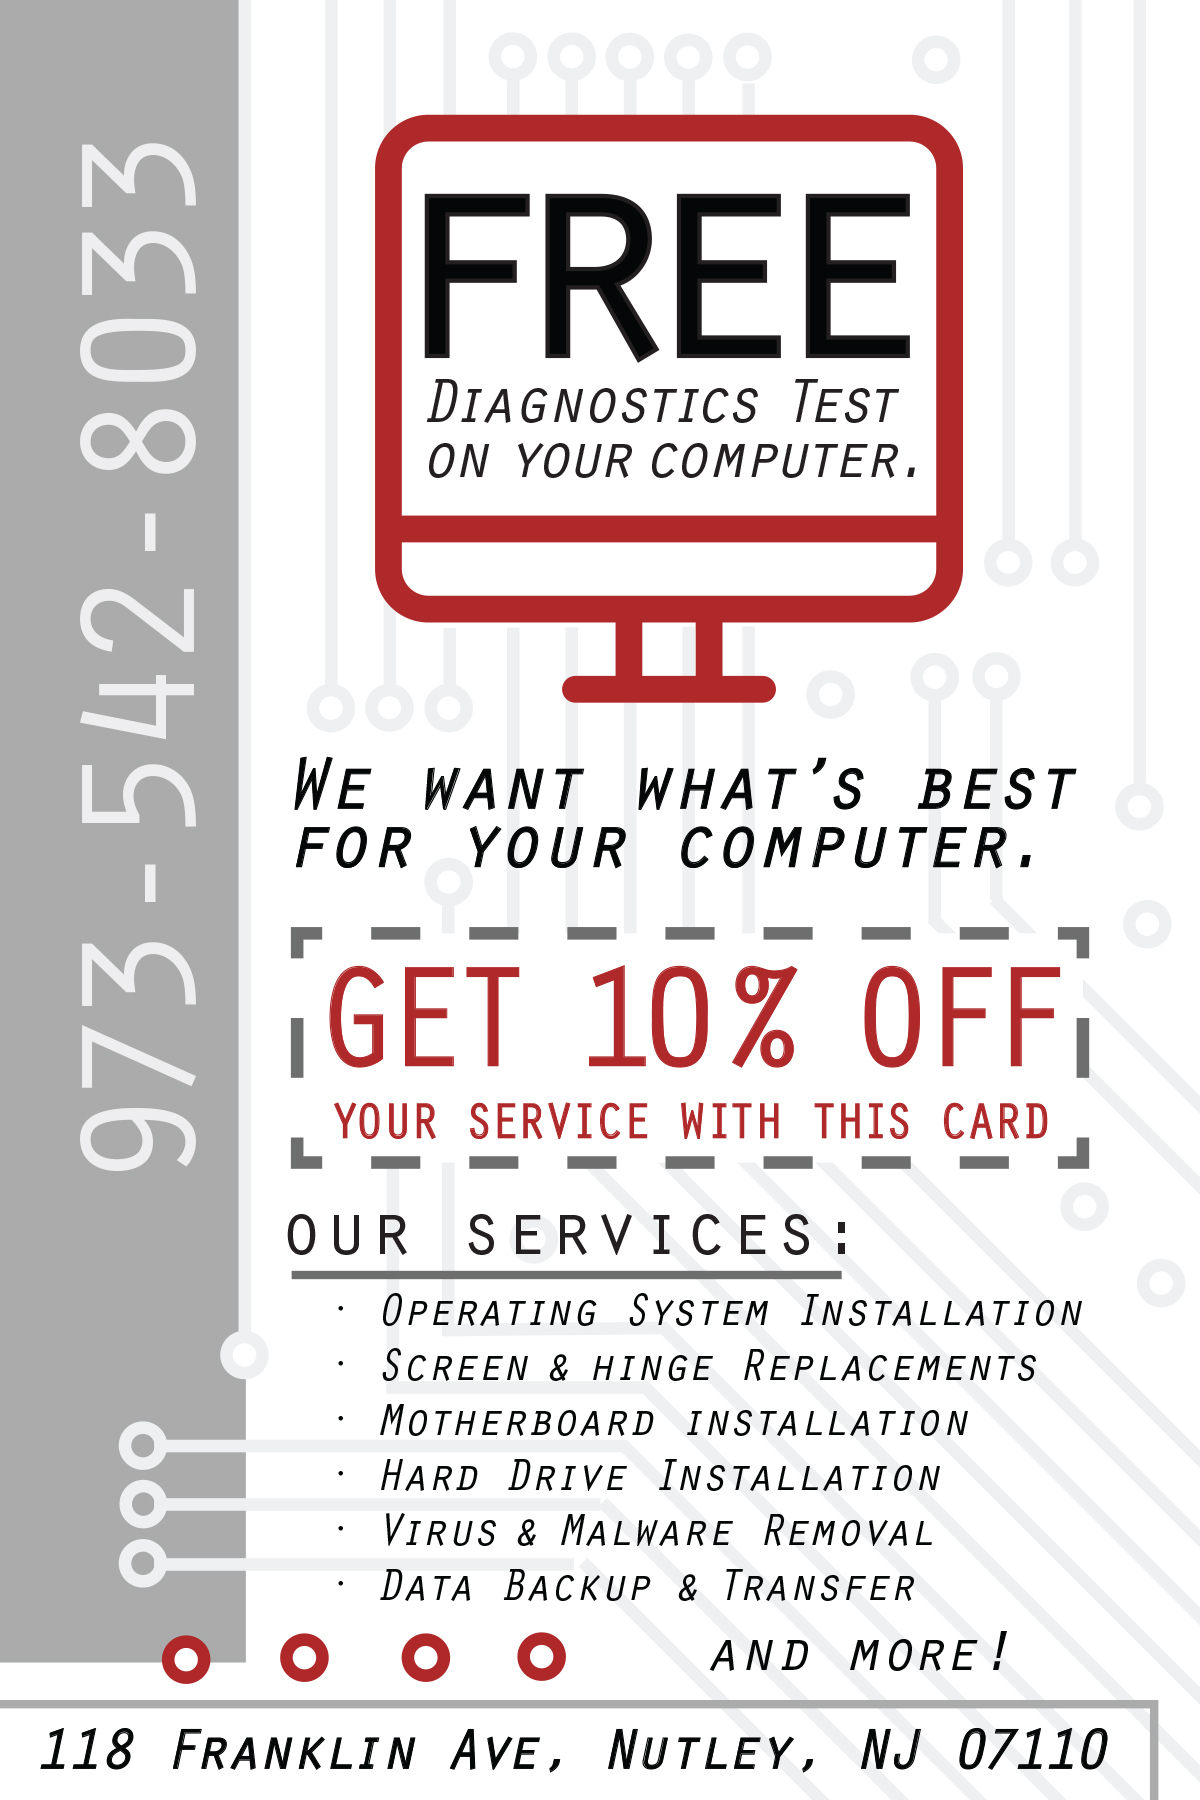 973-542-8033
FREE
DIAGNOSTICS TEST
ON YOUR COMPUTER.
WE WANT WHAT'S BEST
FOR YOUR COMPUTER.
GET 10% OFF
YOUR SERVICE WITH THIS CARD
OUR SERVICES:
· OPERATING SYSTEM INSTALLATION
· SCREEN & HINGE REPLACEMENTS
· MOTHERBOARD INSTALLATION
· HARD DRIVE INSTALLATION
· VIRUS & MALWARE REMOVAL
· DATA BACKUP & TRANSFER
AND MORE!
118 FRANKLIN AVE, NUTLEY, NJ 07110